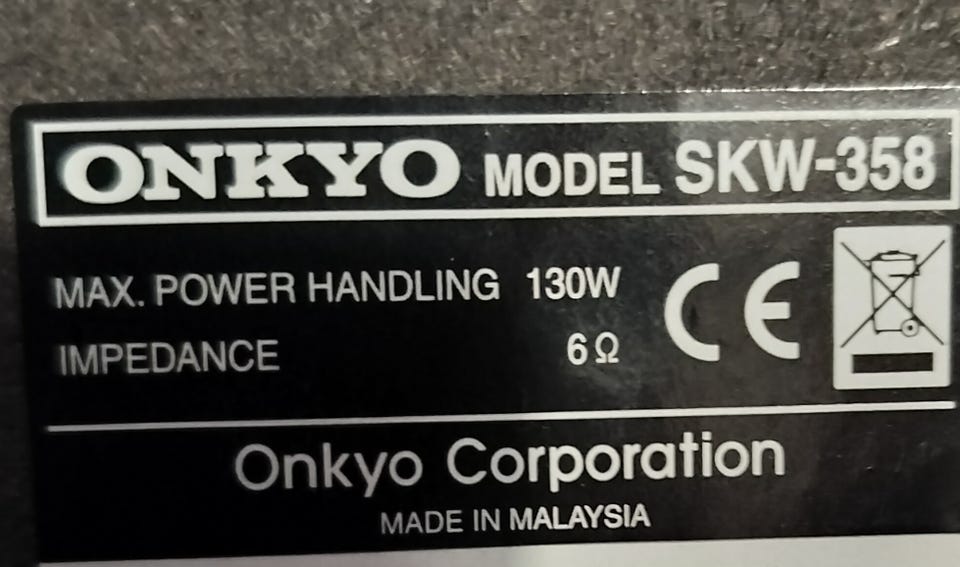 ONKYO MODEL SKW-358
MAX. POWER HANDLING 130W
IMPEDANCE 6Ω
CE
Onkyo Corporation
MADE IN MALAYSIA